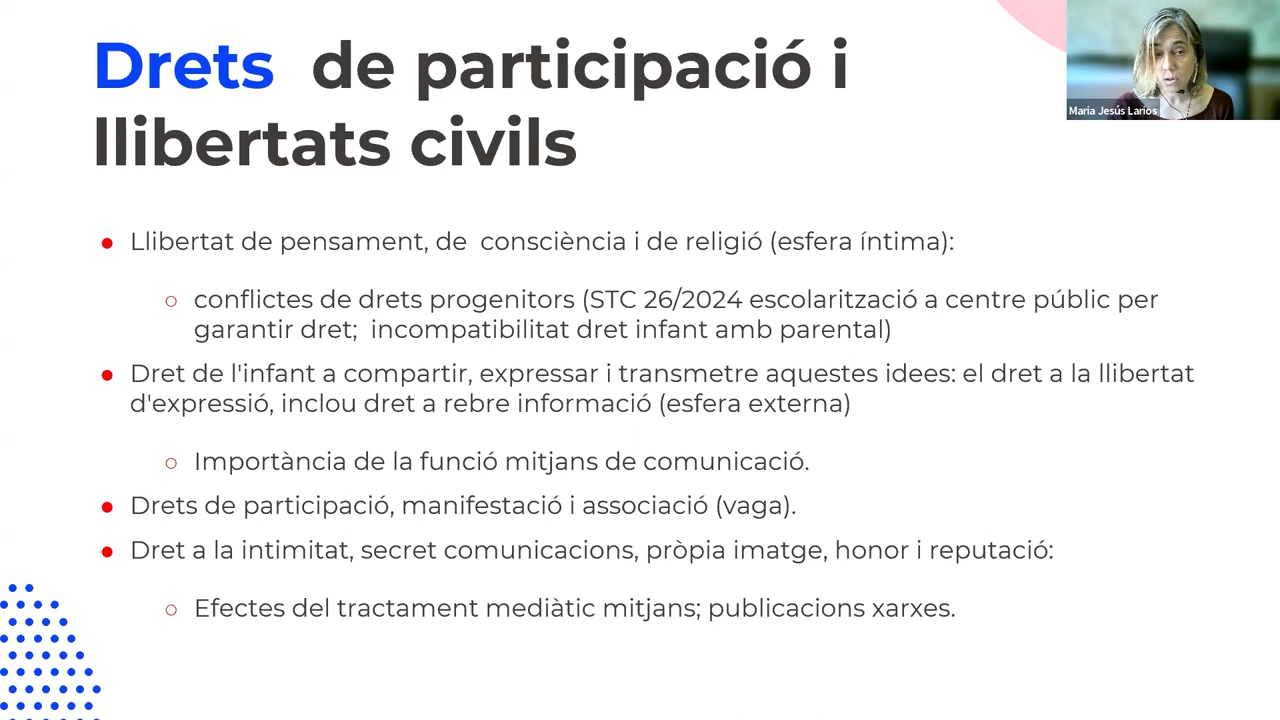 Drets de participació i
llibertats civils
Maria Jesús Larios
● Llibertat de pensament, de consciència i de religió (esfera íntima):
○ conflictes de drets progenitors (STC 26/2024 escolarització a centre públic per
garantir dret; incompatibilitat dret infant amb parental)
● Dret de l'infant a compartir, expressar i transmetre aquestes idees: el dret a la llibertat
d'expressió, inclou dret a rebre informació (esfera externa)
○ Importància de la funció mitjans de comunicació.
● Drets de participació, manifestació i associació (vaga).
● Dret a la intimitat, secret comunicacions, pròpia imatge, honor i reputació:
○ Efectes del tractament mediàtic mitjans; publicacions xarxes.